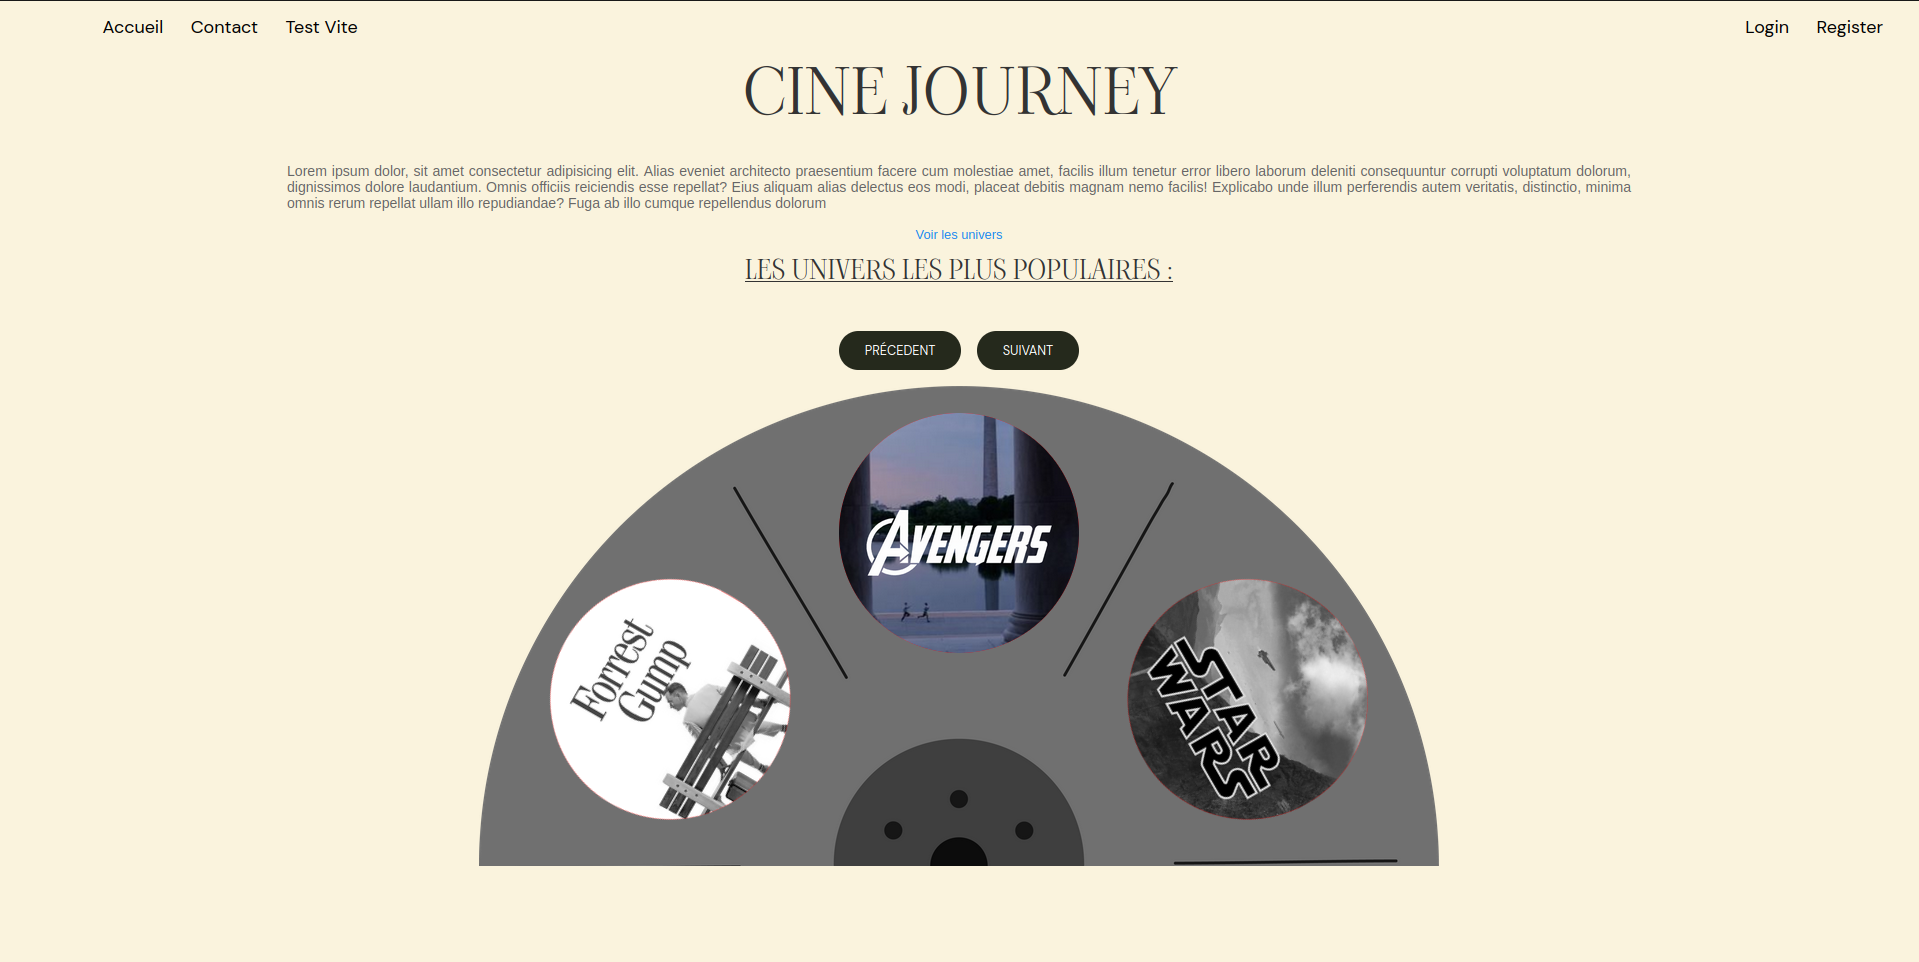 Accueil Contact Test Vite Login Register
CINE JOURNEY
Lorem ipsum dolor, sit amet consectetur adipisicing elit. Alias eveniet architecto praesentium facere cum molestiae amet, facilis illum tenetur error libero laborum deleniti consequuntur corrupti voluptatum dolorum,
dignissimos dolore laudantium. Omnis officiis reiciendis esse repellat? Eius aliquam alias delectus eos modi, placeat debitis magnam nemo facilis! Explicabo unde illum perferendis autem veritatis, distinctio, minima
omnis rerum repellat ullam illo repudiandae? Fuga ab illo cumque repellendus dolorum
Voir les univers
LES UNIVERS LES PLUS POPULAIRES :
PRÉCEDENT SUIVANT
AVENGERS
Forrest
Gump
STAR
WARS